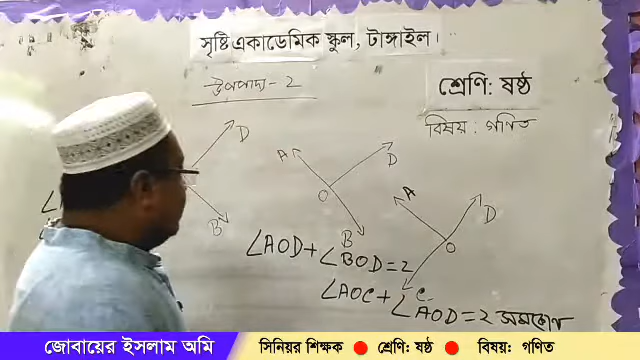 সৃষ্টি একাডেমিক স্কুল, টাঙ্গাইল।
উপপাদ্য - 2
শ্রেণি: ষষ্ঠ
বিষয় : গণিত
D
B
A
D
O
B
A
D
O
C
∠AOD + ∠BOD = 2
∠AOC + ∠AOD = 2 সমকোণ
জোবায়ের ইসলাম অমি
সিনিয়র শিক্ষক ● শ্রেণি: ষষ্ঠ ● বিষয়: গণিত